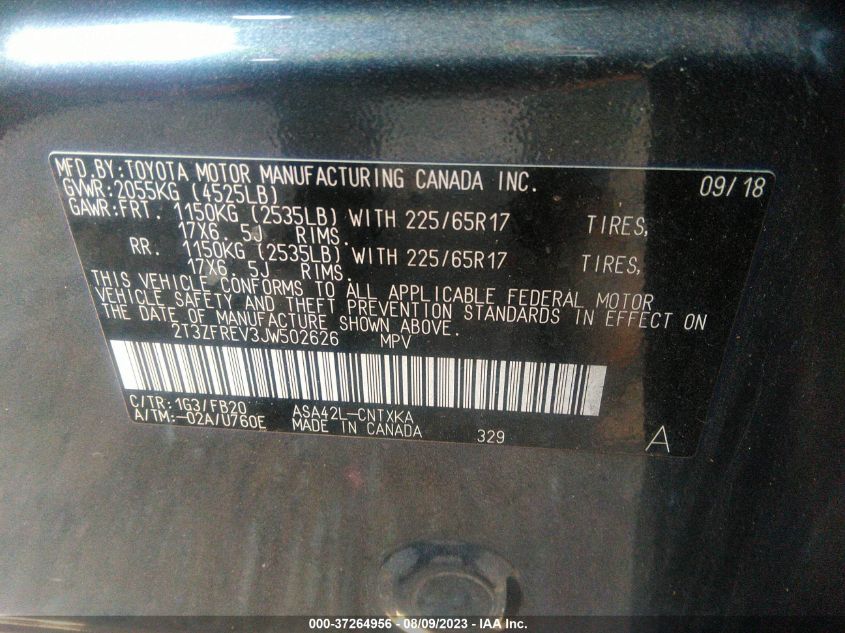 MFD.BY:TOYOTA MOTOR MANUFACTURING CANADA INC. 09/18
GVWR:2055KG (4525LB)
GAWR:FRT. 1150KG (2535LB) WITH 225/65R17 TIRES,
17X6. 5J RIMS.
RR. 1150KG (2535LB) WITH 225/65R17 TIRES,
17X6. 5J RIMS.
THIS VEHICLE CONFORMS TO ALL APPLICABLE FEDERAL MOTOR
VEHICLE SAFETY AND THEFT PREVENTION STANDARDS IN EFFECT ON
THE DATE OF MANUFACTURE SHOWN ABOVE.
2T3ZFREV3JW502626 MPV
C/TR:1G3/FB20 ASA42L-CNTXKA
A/TM:-02A/U760E MADE IN CANADA 329 A
000-37264956 - 08/09/2023 - IAA Inc.